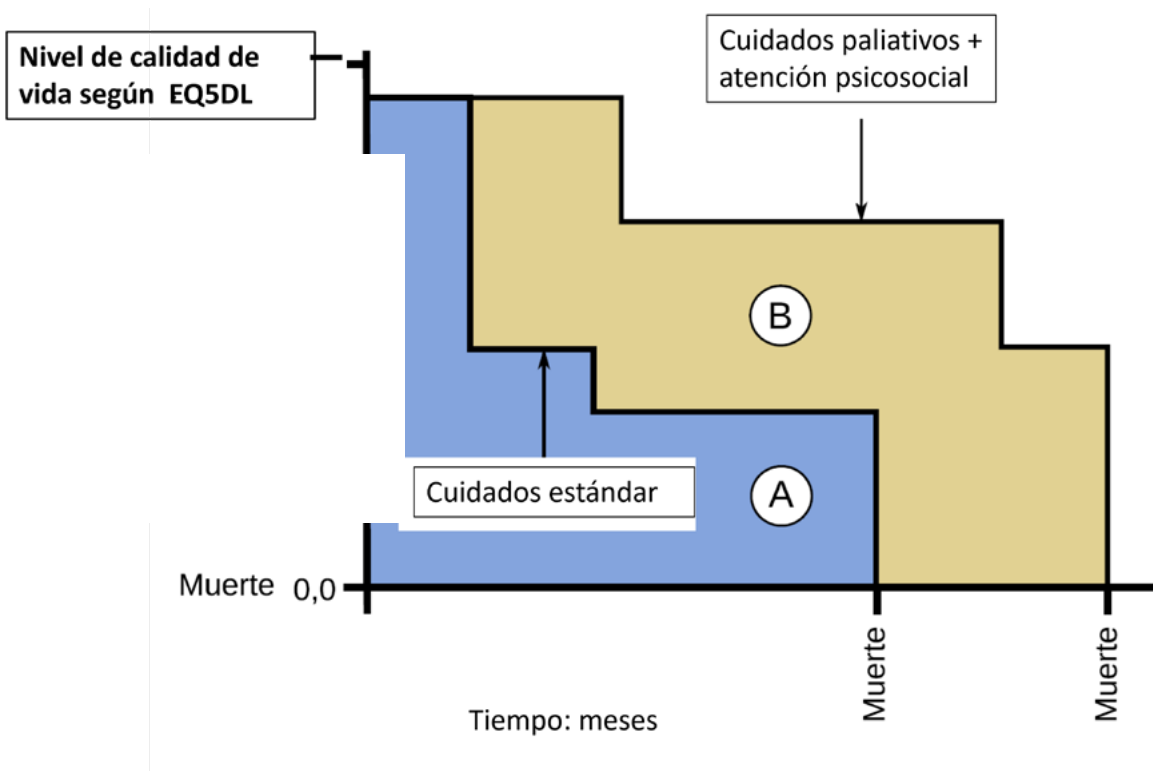 Nivel de calidad de
vida según EQ5DL
Cuidados paliativos +
atención psicosocial
B
Cuidados estándar
A
Muerte 0,0
Muerte
Muerte
Tiempo: meses